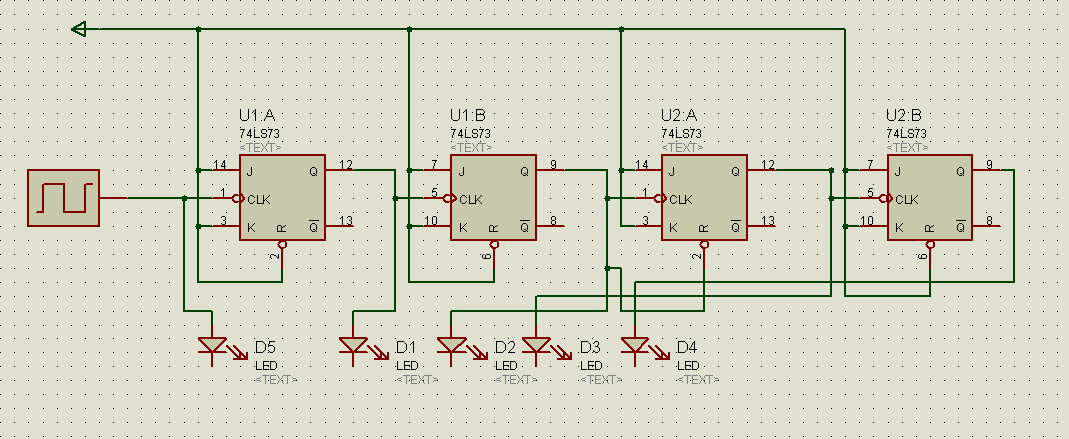 U1:A
74LS73
<TEXT>
U1:B
74LS73
<TEXT>
U2:A
74LS73
<TEXT>
U2:B
74LS73
<TEXT>
14 J Q 12
7 J Q 9
14 J Q 12
7 J Q 9
1 CLK
5 CLK
1 CLK
5 CLK
3 K R Q 13
10 K R Q 8
3 K R Q 13
10 K R Q 8
2
6
2
6
D5
LED
<TEXT>
D1
LED
<TEXT>
D2
LED
<TEXT>
D3
LED
<TEXT>
D4
LED
<TEXT>